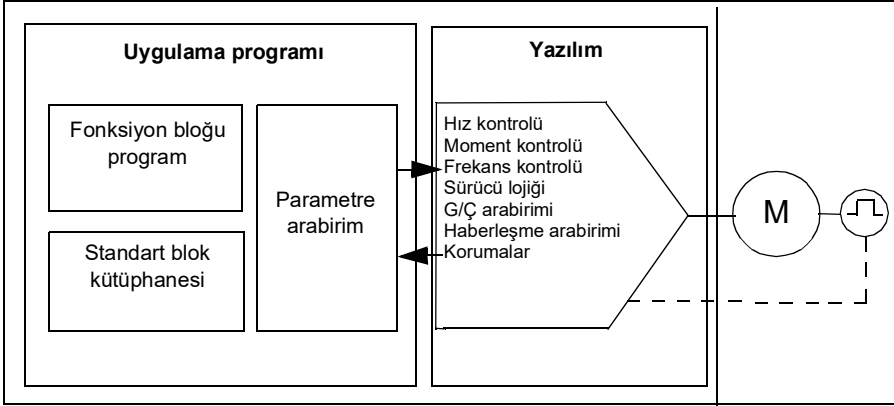 Uygulama programı
Fonksiyon bloğu
program
Standart blok
kütüphanesi
Parametre
arabirim
Yazılım
Hız kontrolü
Moment kontrolü
Frekans kontrolü
Sürücü lojiği
G/Ç arabirimi
Haberleşme arabirimi
Korumalar
M